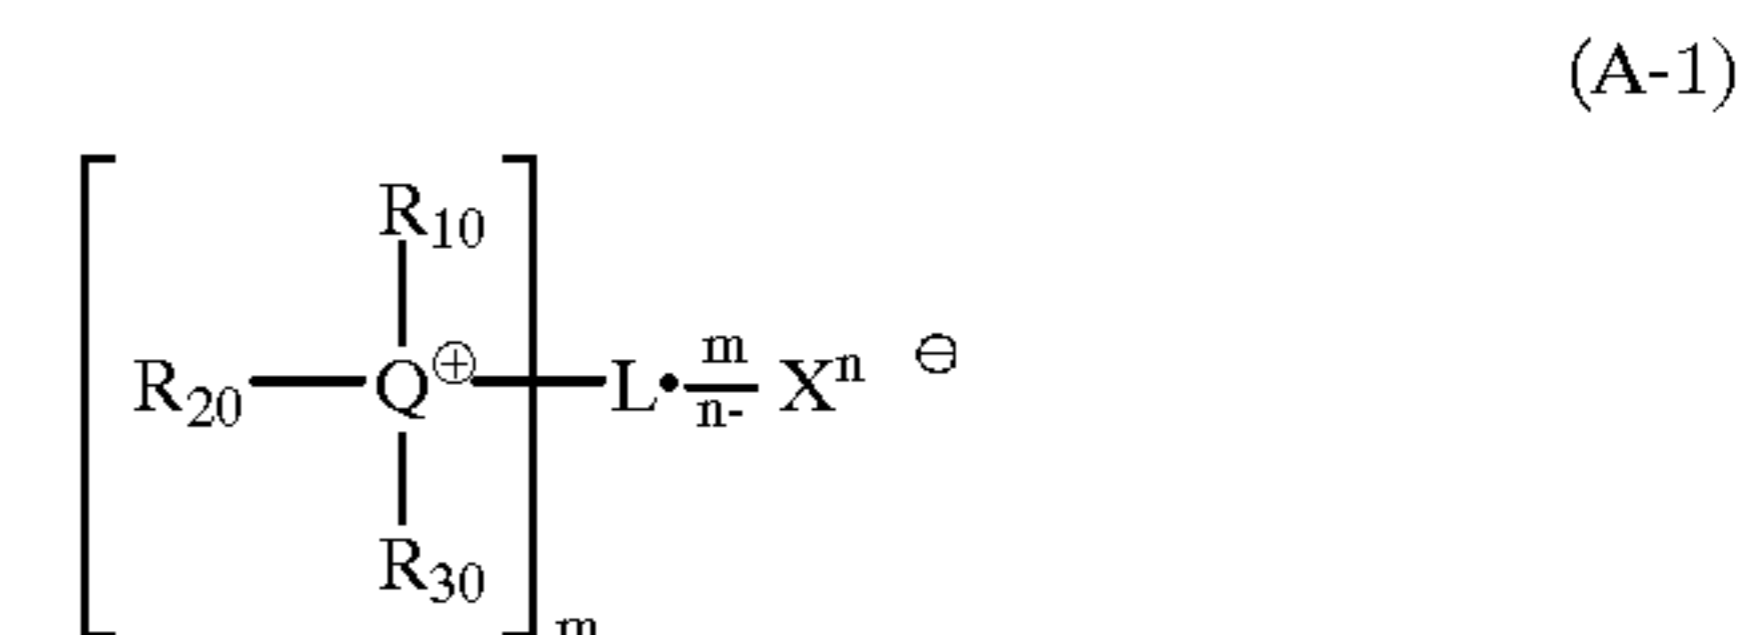 (A-1)
R10
R20 Q⊕ L • m/n- Xn ⊖
R30
m